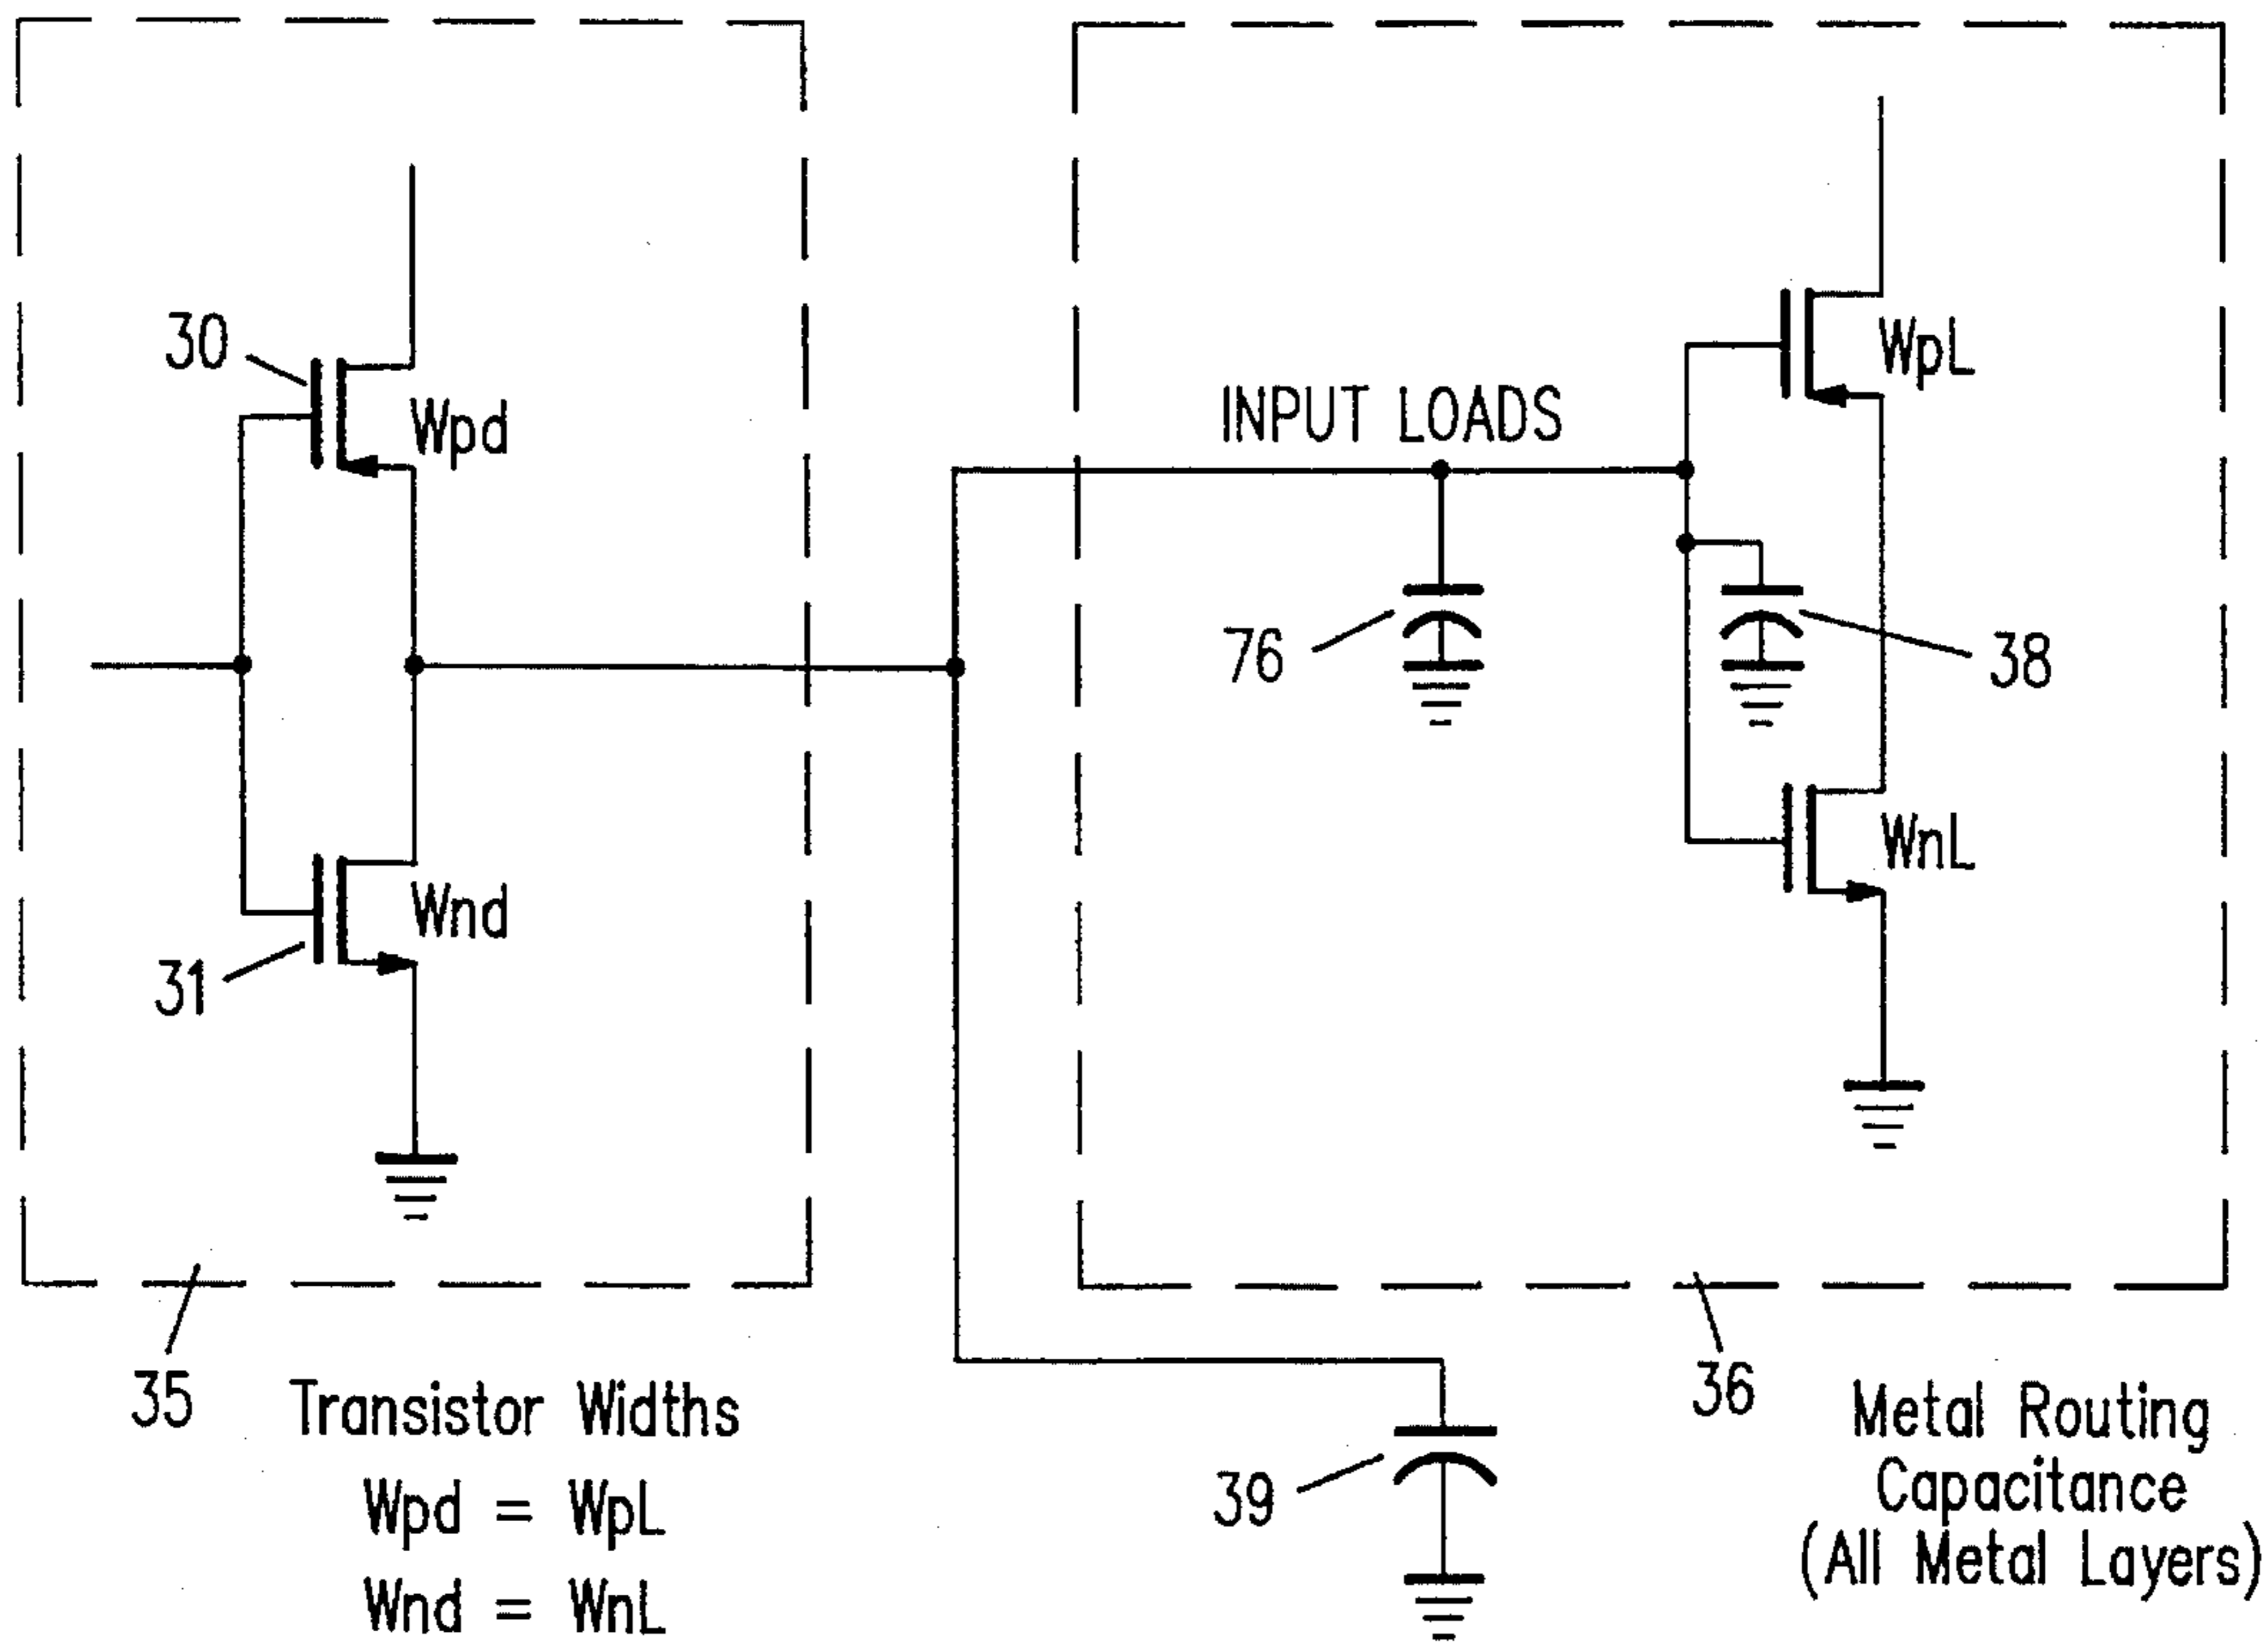 30
Wpd
WpL
INPUT LOADS
76
38
Wnd
WnL
31
35
36
Transistor Widths
Wpd = WpL
Wnd = WnL
39
Metal Routing
Capacitance
(All Metal Layers)